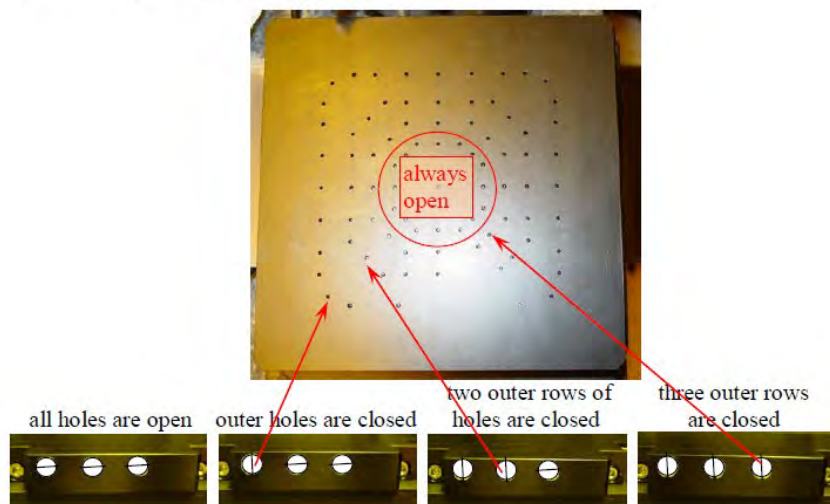 always
open
all holes are open
outer holes are closed
two outer rows of
holes are closed
three outer rows
are closed